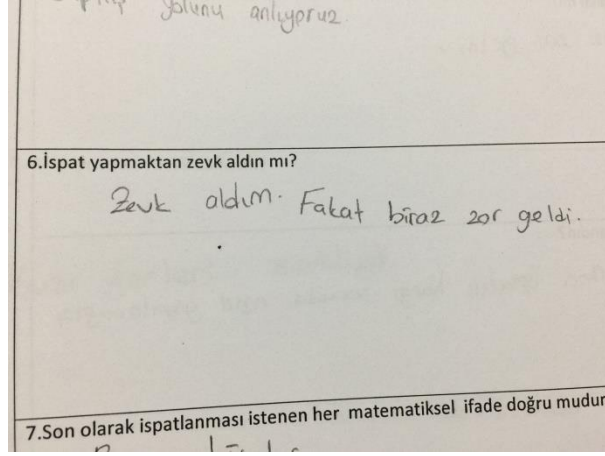 yolunu anlıyoruz
6.İspat yapmaktan zevk aldın mı?
Zevk aldım. Fakat biraz zor geldi.
7.Son olarak ispatlanması istenen her matematiksel ifade doğru mudur